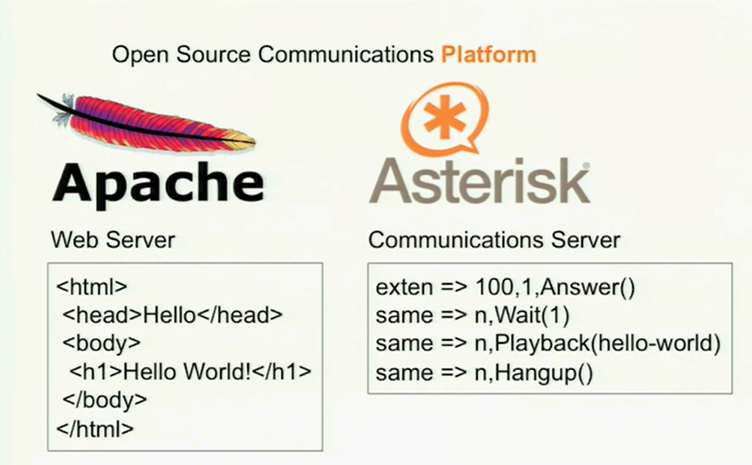 Open Source Communications Platform
Apache
Web Server
<html>
<head>Hello</head>
<body>
<h1>Hello World!</h1>
</body>
</html>
Asterisk®
Communications Server
exten => 100,1,Answer()
same => n,Wait(1)
same => n,Playback(hello-world)
same => n,Hangup()